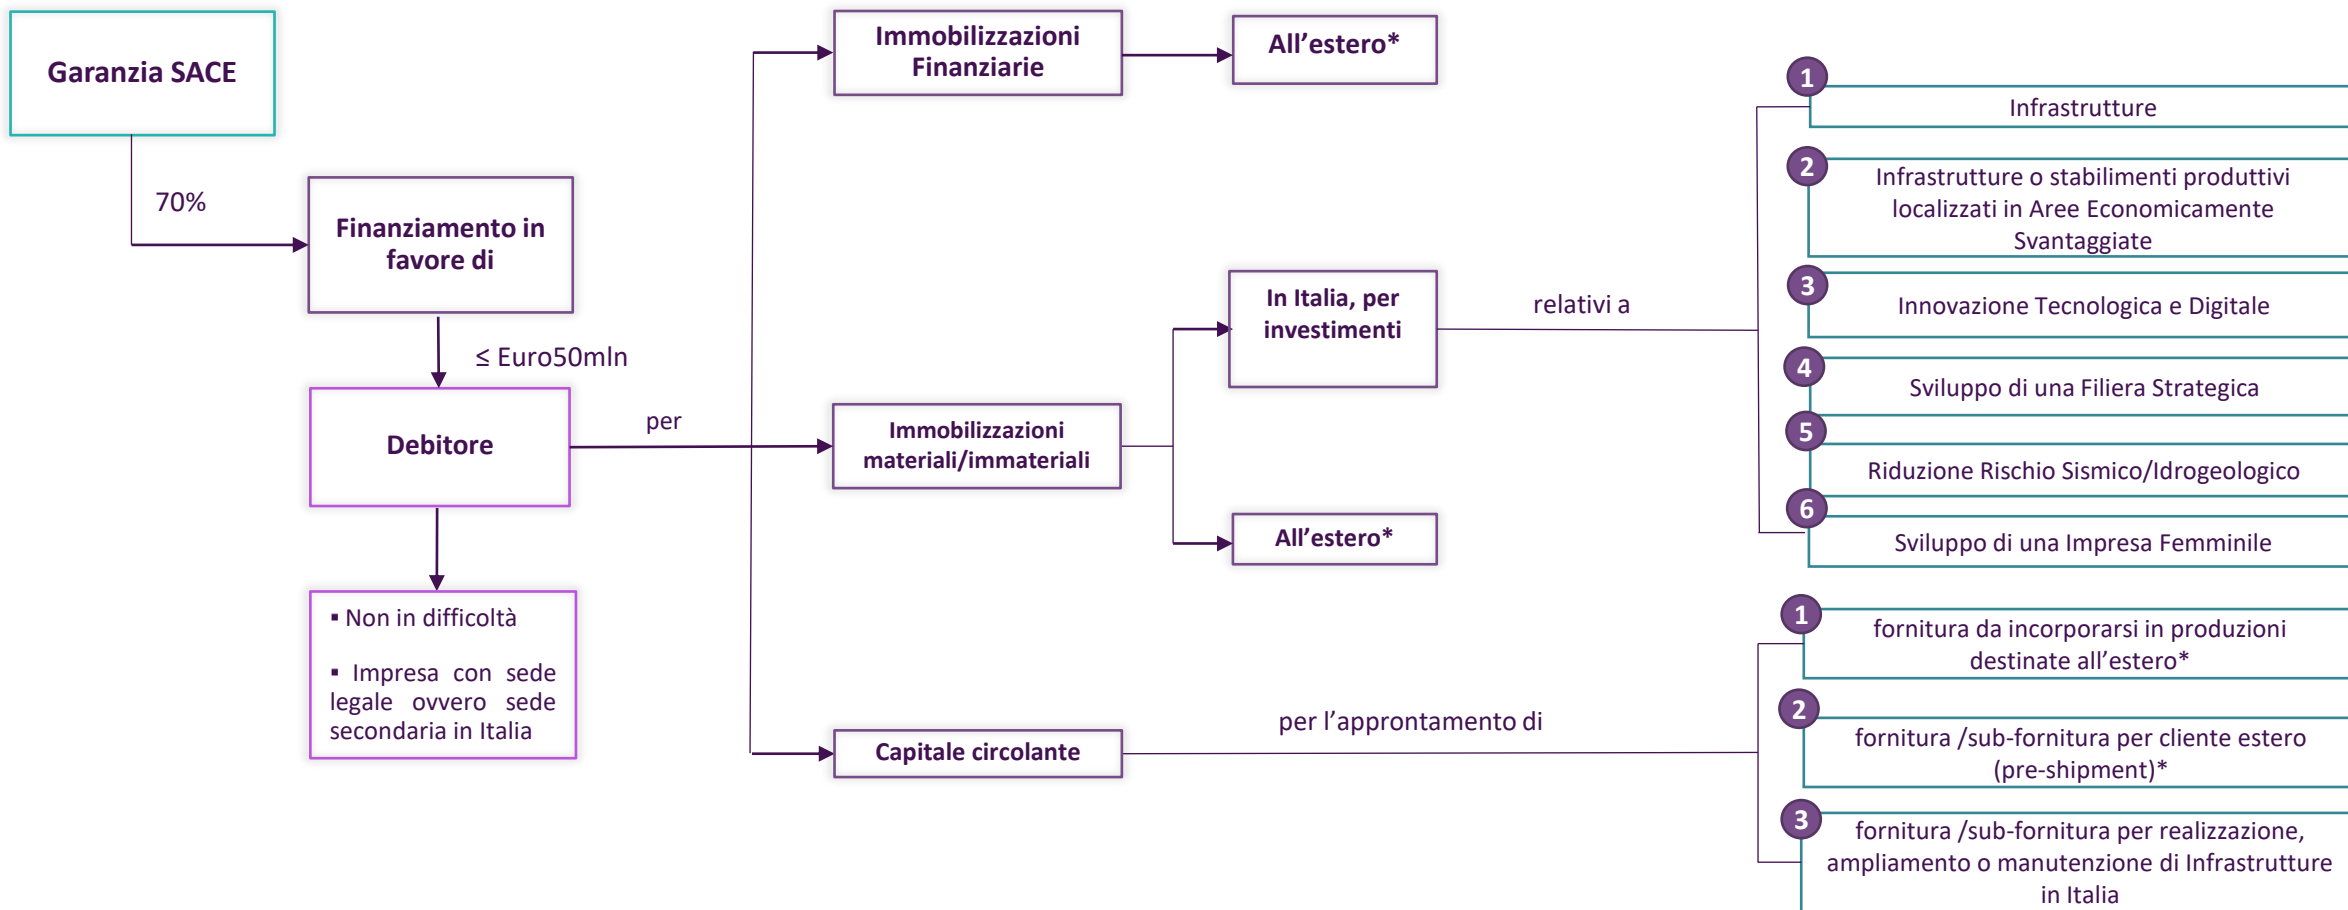 Garanzia SACE
70%
Finanziamento in
favore di
≤ Euro50mln
Debitore
▪ Non in difficoltà
▪ Impresa con sede
legale ovvero sede
secondaria in Italia
per
Immobilizzazioni
Finanziarie
All'estero*
Immobilizzazioni
materiali/immateriali
In Italia, per
investimenti
relativi a
All'estero*
1
Infrastrutture
2
Infrastrutture o stabilimenti produttivi
localizzati in Aree Economicamente
Svantaggiate
3
Innovazione Tecnologica e Digitale
4
Sviluppo di una Filiera Strategica
5
Riduzione Rischio Sismico/Idrogeologico
6
Sviluppo di una Impresa Femminile
Capitale circolante
per l'approntamento di
1
fornitura da incorporarsi in produzioni
destinate all'estero*
2
fornitura /sub-fornitura per cliente estero
(pre-shipment)*
3
fornitura /sub-fornitura per realizzazione,
ampliamento o manutenzione di Infrastrutture
in Italia